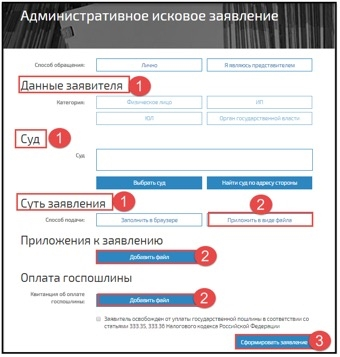 Административное исковое заявление
Способ обращения: Лично Я являюсь представителем
Данные заявителя 1
Категория: Физическое лицо ИП
ЮЛ Орган государственной власти
Суд 1
Суд:
Выбрать суд Найти суд по адресу стороны
Суть заявления 1 2
Способ подачи: Заполнить в браузере Приложить в виде файла
Приложения к заявлению
Добавить файл 2
Оплата госпошлины
Квитанция об оплате госпошлины: Добавить файл 2
Заявитель освобожден от уплаты государственной пошлины в соответствии со
статьями 333.35, 333.36 Налогового кодекса Российской Федерации
Сформировать заявление 3